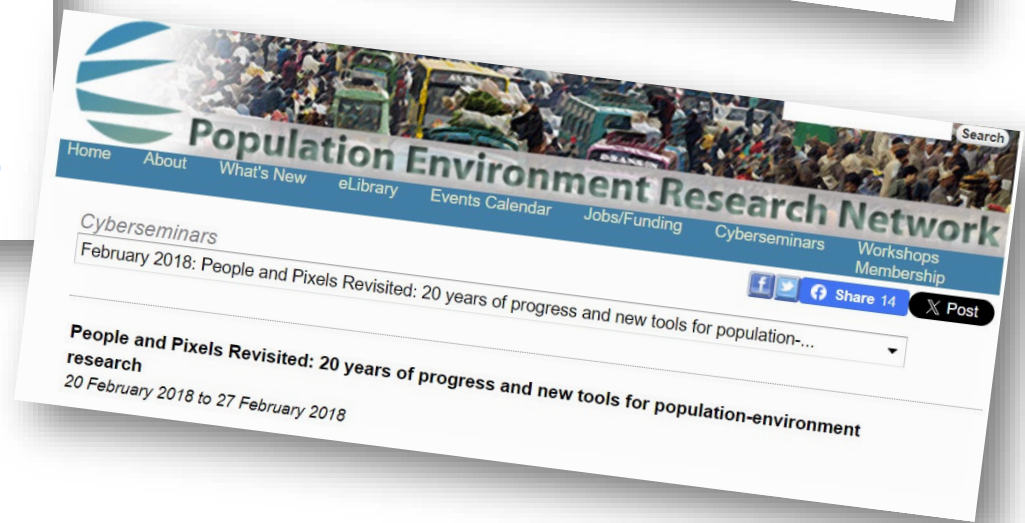 Search
Population Environment Research Network
Home About What's New eLibrary Events Calendar Jobs/Funding Cyberseminars Workshops
Membership
Cyberseminars
Share 14 Post
February 2018: People and Pixels Revisited: 20 years of progress and new tools for population-...
People and Pixels Revisited: 20 years of progress and new tools for population-environment
research
20 February 2018 to 27 February 2018